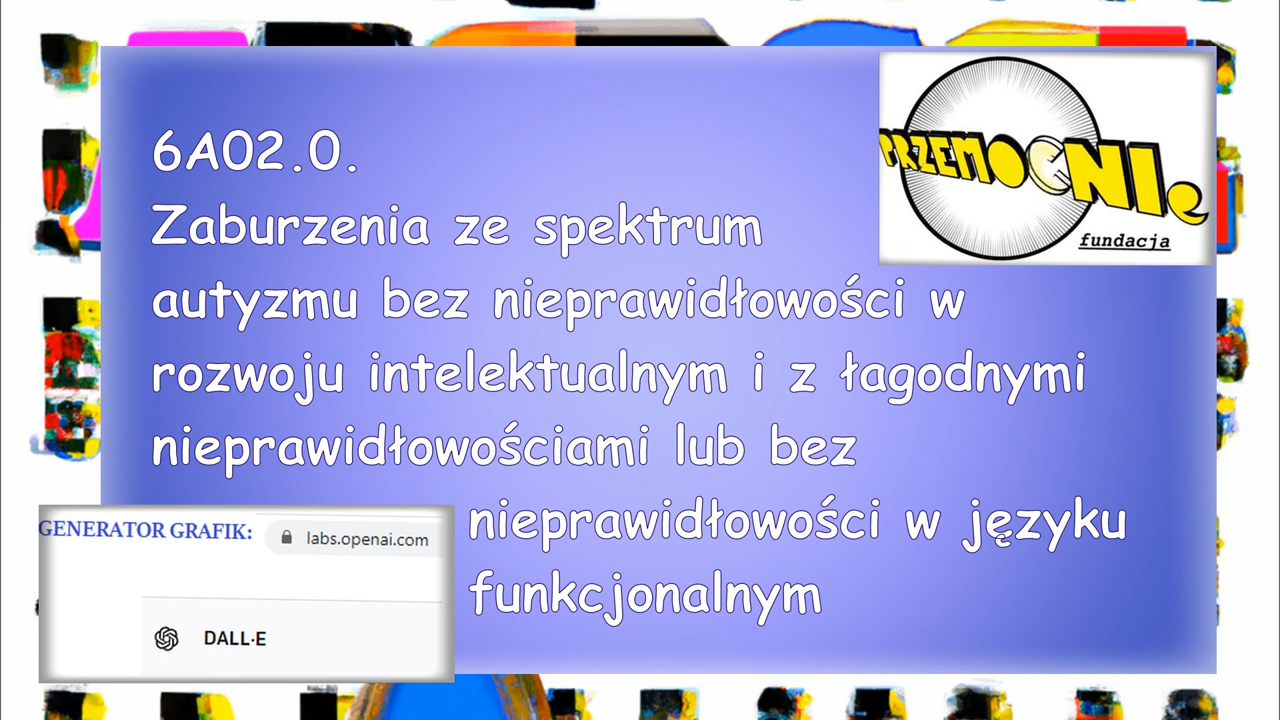 6A02.0.
Zaburzenia ze spektrum
autyzmu bez nieprawidłowości w
rozwoju intelektualnym i z łagodnymi
nieprawidłowościami lub bez
nieprawidłowości w języku
funkcjonalnym
PRZEMOCNI.e
fundacja
GENERATOR GRAFIK:
labs.openai.com
DALL·E